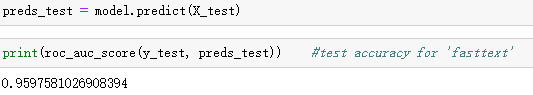 preds_test = model.predict(X_test)
print(roc_auc_score(y_test, preds_test))    #test accuracy for 'fasttext'
0.9597581026908394